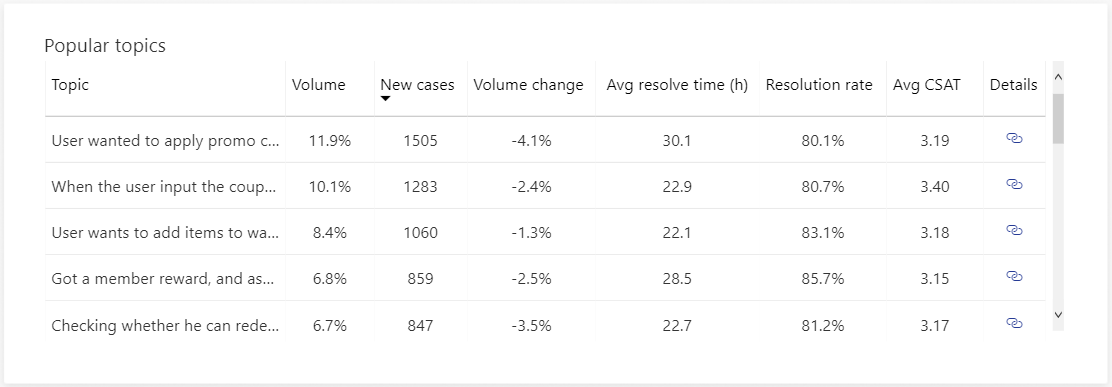 Popular topics
Topic Volume New cases Volume change Avg resolve time (h) Resolution rate Avg CSAT Details
User wanted to apply promo c... 11.9% 1505 -4.1% 30.1 80.1% 3.19
When the user input the coup... 10.1% 1283 -2.4% 22.9 80.7% 3.40
User wants to add items to wa... 8.4% 1060 -1.3% 22.1 83.1% 3.18
Got a member reward, and as... 6.8% 859 -2.5% 28.5 85.7% 3.15
Checking whether he can rede... 6.7% 847 -3.5% 22.7 81.2% 3.17